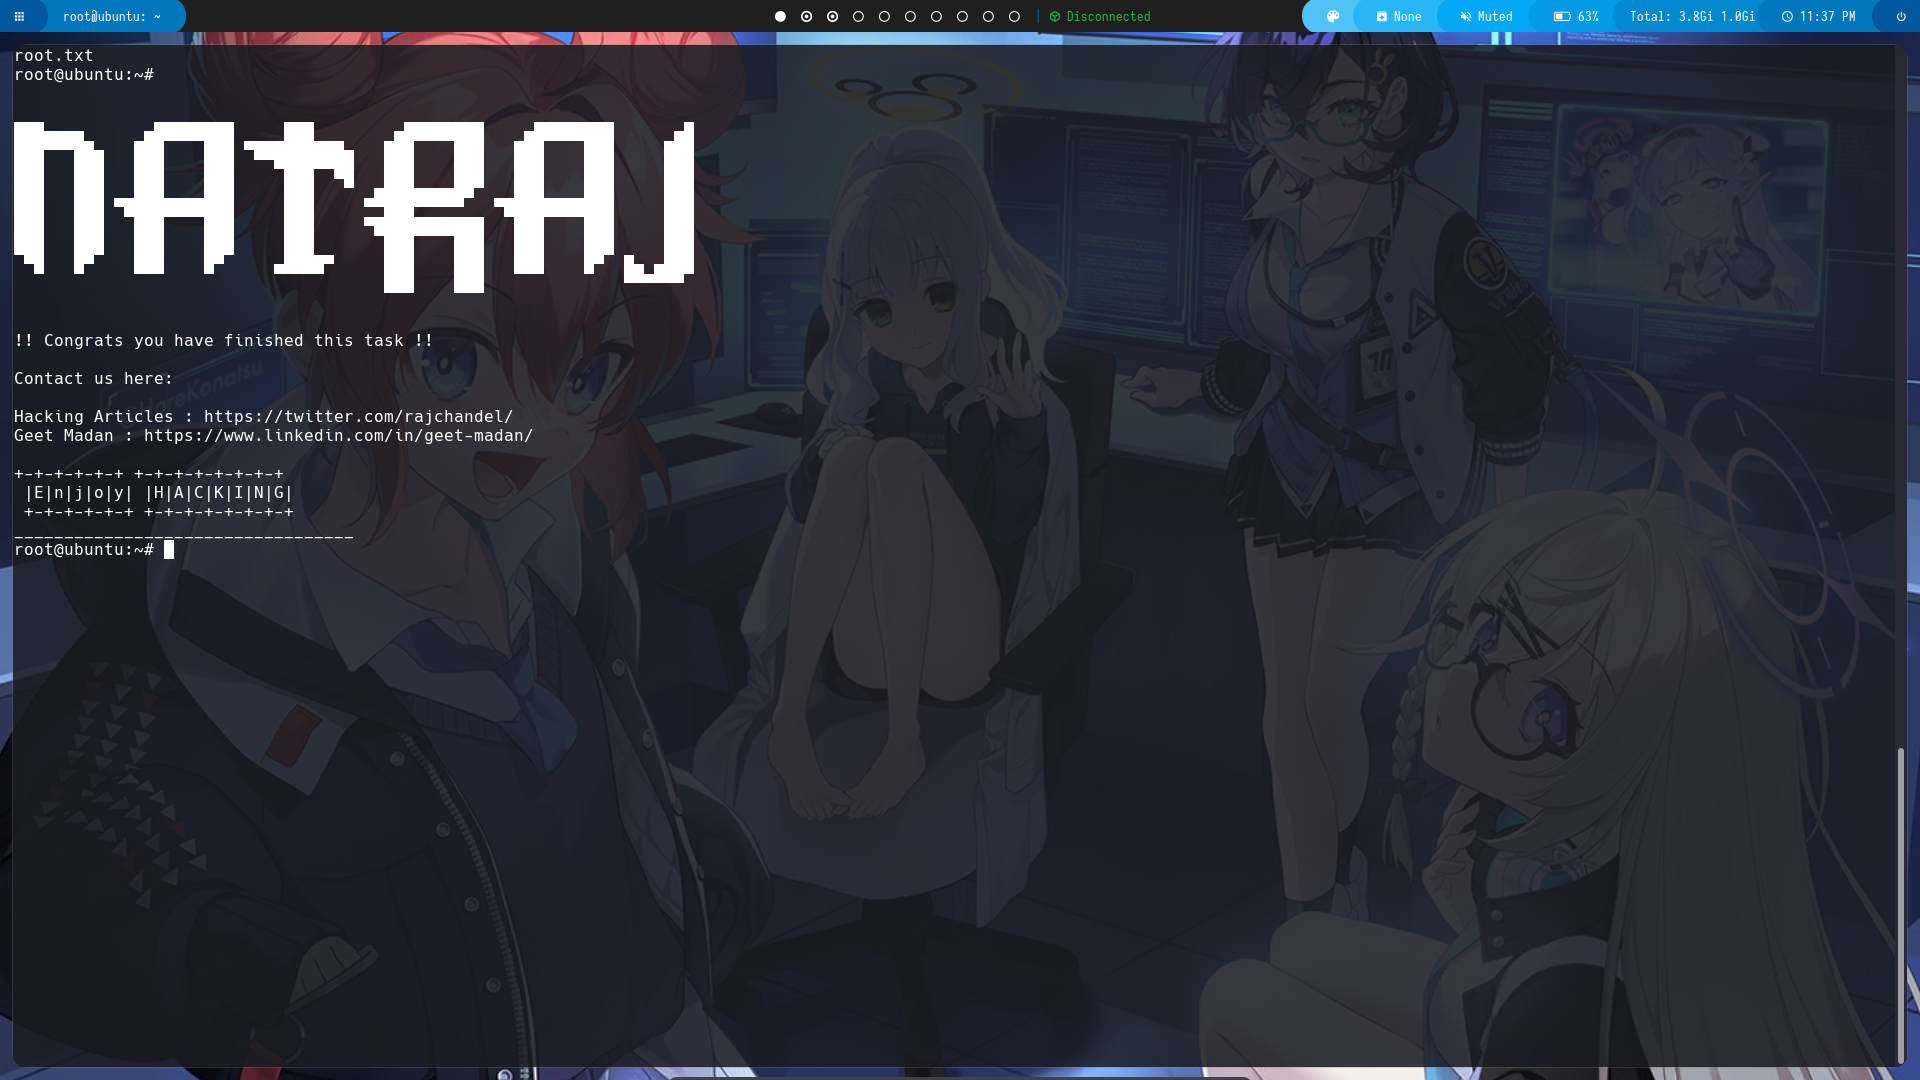 root@ubuntu: ~
Disconnected
None
Muted
63%
Total: 3.8Gi 1.0Gi
11:37 PM
root.txt
root@ubuntu:~#
NATRAJ
!! Congrats you have finished this task !!
Contact us here:
Hacking Articles : https://twitter.com/rajchandel/
Geet Madan : https://www.linkedin.com/in/geet-madan/
+-+-+-+-+-+ +-+-+-+-+-+-+-+
|E|n|j|o|y| |H|A|C|K|I|N|G|
+-+-+-+-+-+ +-+-+-+-+-+-+-+
__________________________________
root@ubuntu:~#